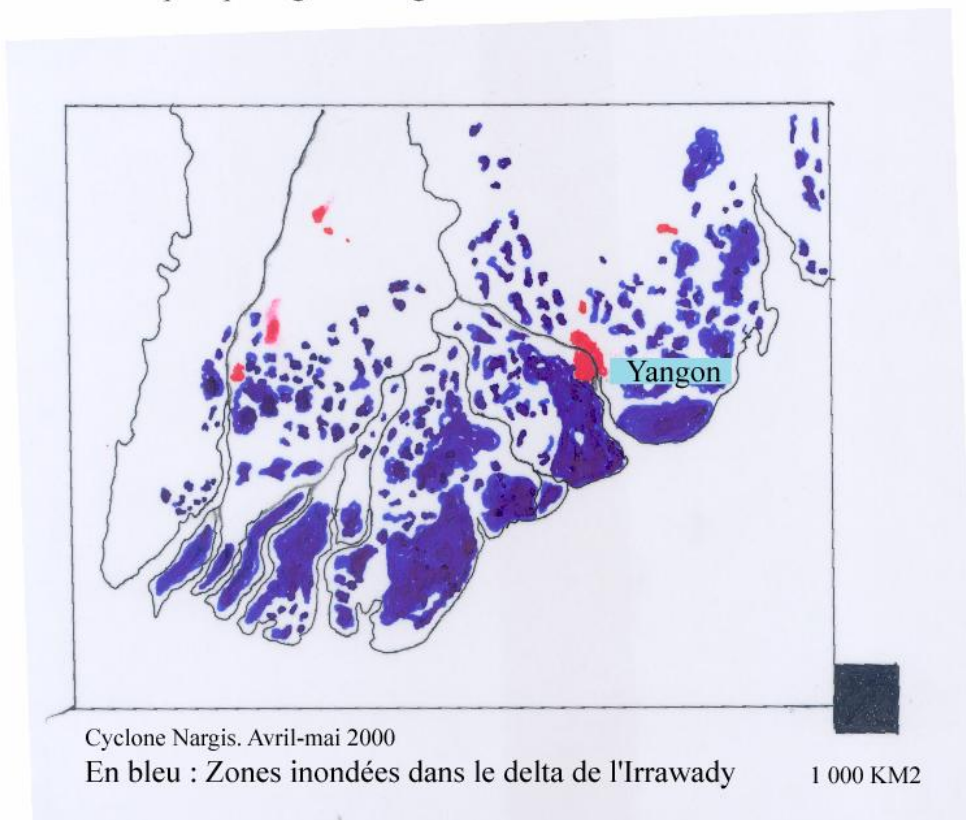 Yangon
Cyclone Nargis. Avril-mai 2000
En bleu : Zones inondées dans le delta de l'Irrawady
1 000 KM2